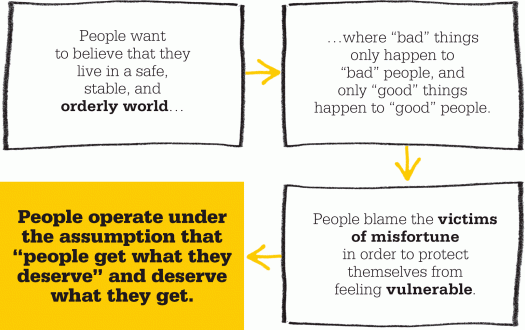 People want
to believe that they
live in a safe,
stable, and
orderly world…
…where “bad” things
only happen to
“bad” people, and
only “good” things
happen to “good” people.
People blame the victims
of misfortune
in order to protect
themselves from
feeling vulnerable.
People operate under
the assumption that
“people get what they
deserve” and deserve
what they get.